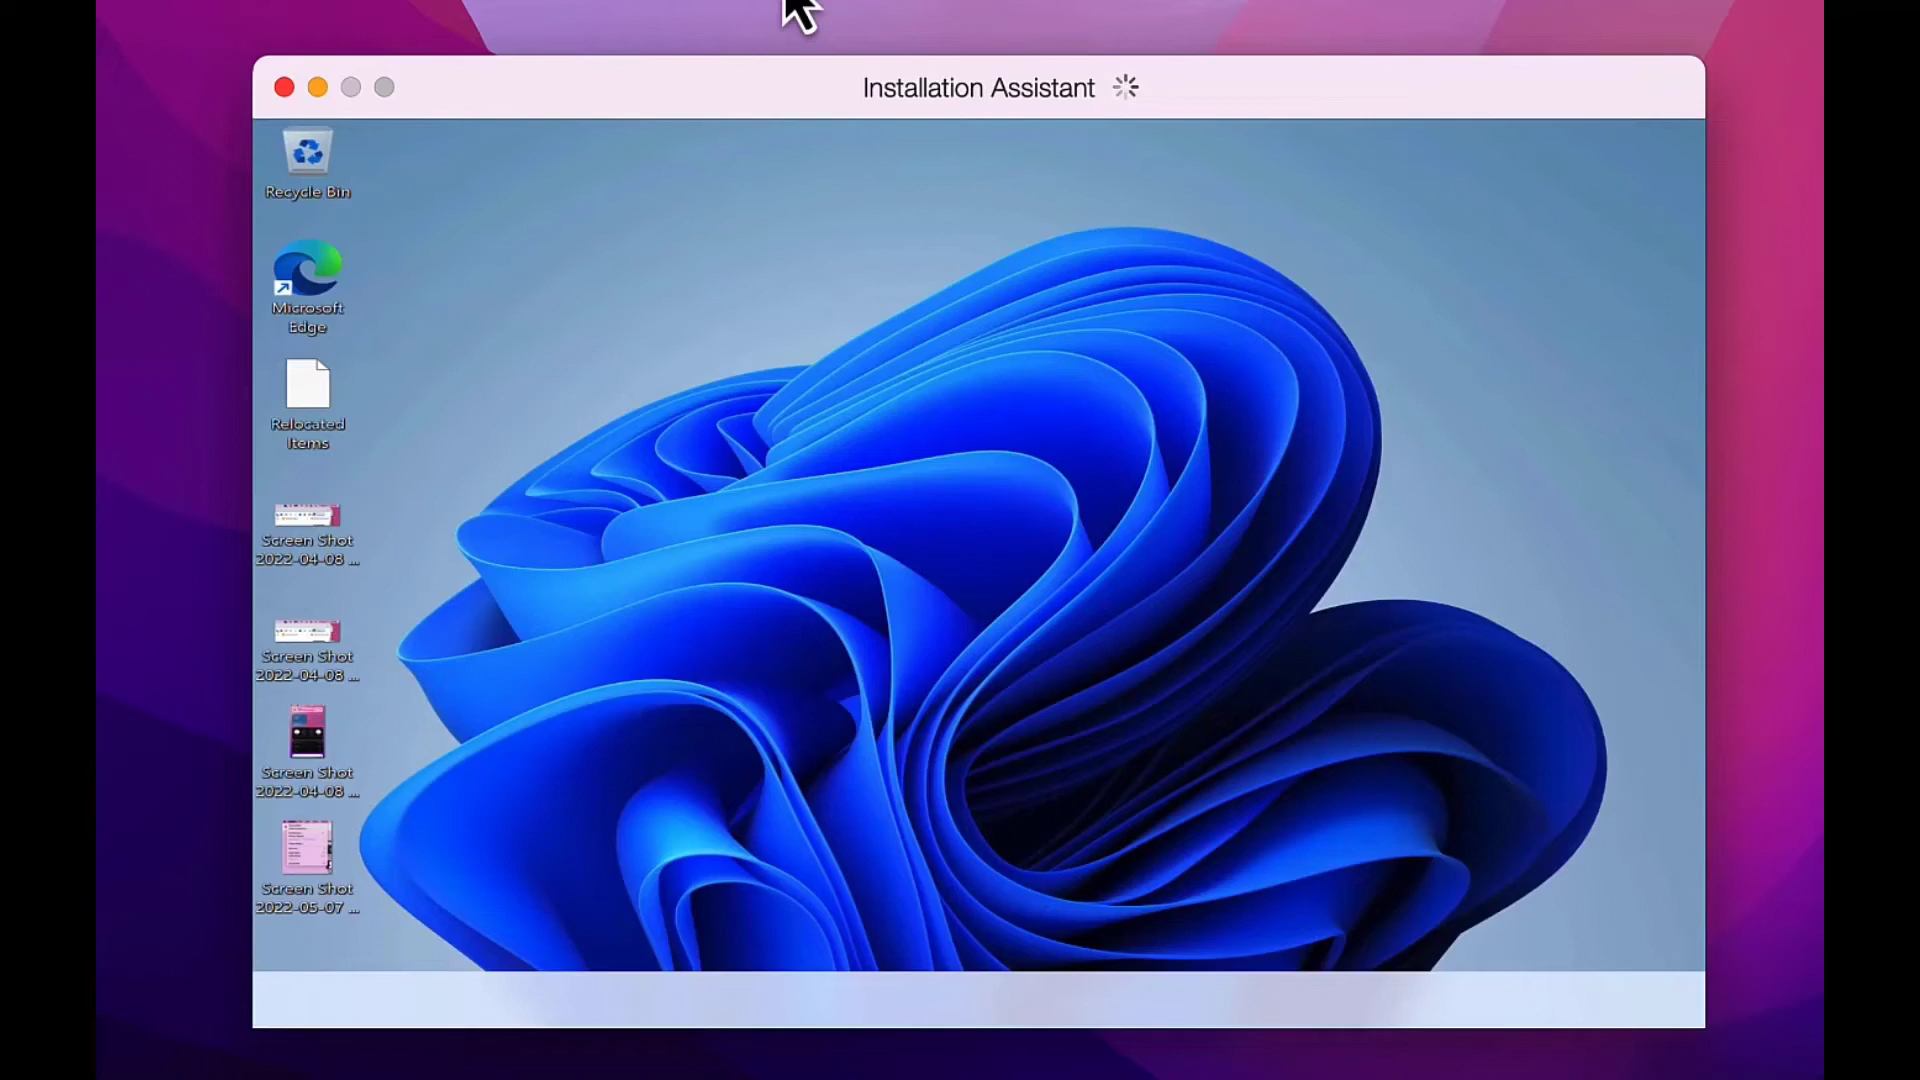 Installation Assistant
Recycle Bin
Microsoft
Edge
Relocated
Items
Screen Shot
2022-04-08 ...
Screen Shot
2022-04-08 ...
Screen Shot
2022-04-08 ...
Screen Shot
2022-05-07 ...